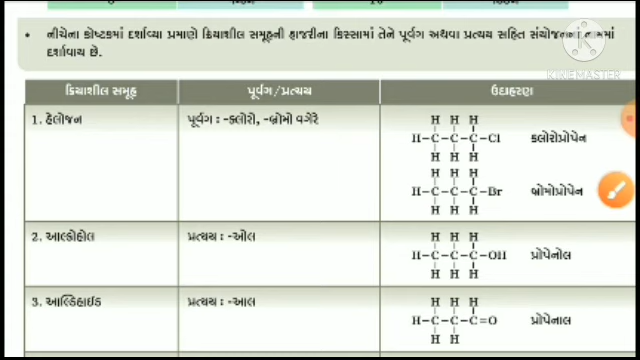 • નીચેના કોષ્ટકમાં દર્શાવ્યા પ્રમાણે ક્રિયાશીલ સમૂહની હાજરીના કિસ્સામાં તેને પૂર્વગ અથવા પ્રત્યય સહિત સંયોજનનાં નામમાં
દર્શાવાય છે.
KINEMASTER
ક્રિયાશીલ સમૂહ પૂર્વગ/પ્રત્યય ઉદાહરણ
1. હેલોજન પૂર્વગ : -ક્લોરો, -બ્રોમો વગેરે
H H H
H-C-C-C-Cl ક્લોરોપ્રોપેન
H H H
H H H
H-C-C-C-Br બ્રોમોપ્રોપેન
H H H
2. આલ્કોહોલ પ્રત્યય : -ઓલ
H H H
H-C-C-C-OH પ્રોપેનોલ
H H H
3. આલ્ડિહાઇડ પ્રત્યય : -આલ
H H H
H-C-C-C=O પ્રોપેનાલ
H H